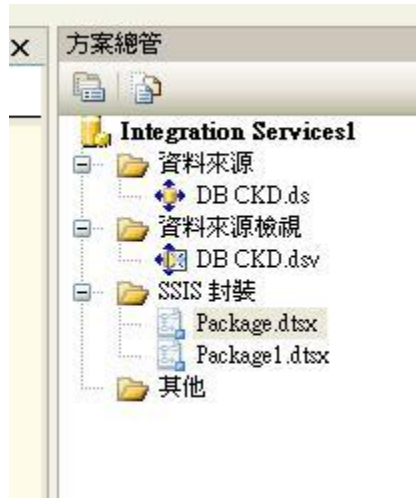 方案總管
Integration Services1
資料來源
DB CKD.ds
資料來源檢視
DB CKD.dsv
SSIS 封裝
Package.dtsx
Package1.dtsx
其他